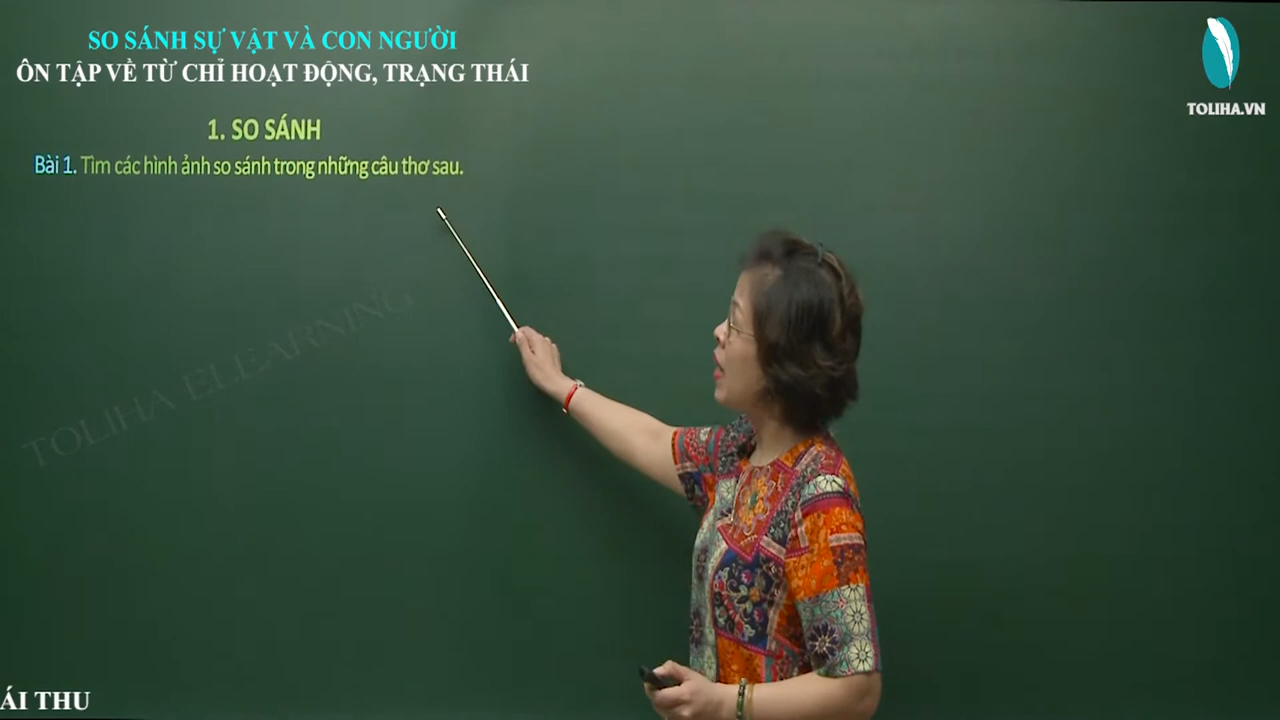 SO SÁNH SỰ VẬT VÀ CON NGƯỜI
ÔN TẬP VỀ TỪ CHỈ HOẠT ĐỘNG, TRẠNG THÁI
TOLIHA.VN
1. SO SÁNH
Bài 1. Tìm các hình ảnh so sánh trong những câu thơ sau.
TOLIHA ELEARNING
ÁI THU